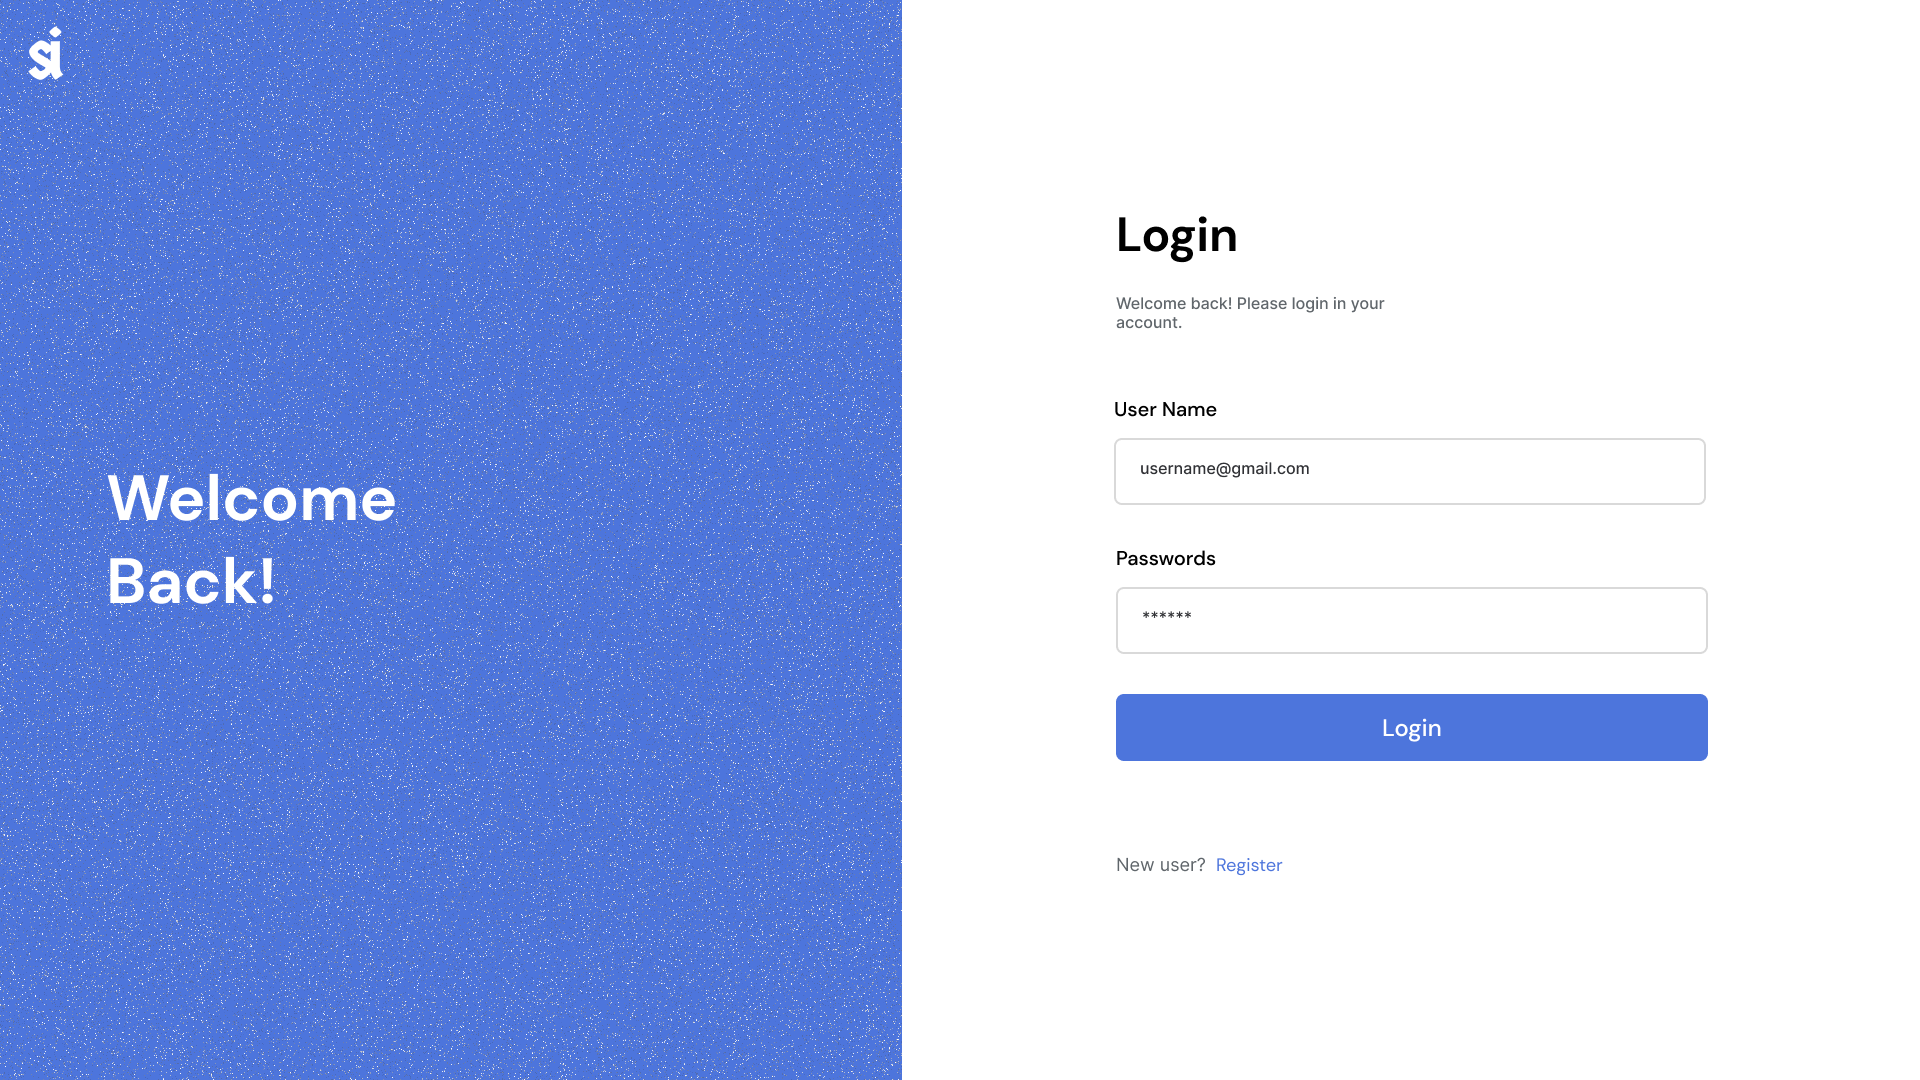 si
Welcome
Back!
Login
Welcome back! Please login in your
account.
User Name
username@gmail.com
Passwords
******
Login
New user? Register